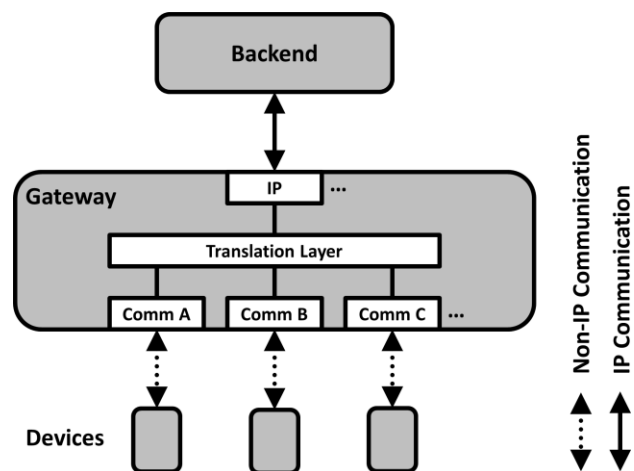 Backend
Gateway
IP
...
Translation Layer
Comm A
Comm B
Comm C
...
Devices
Non-IP Communication
IP Communication